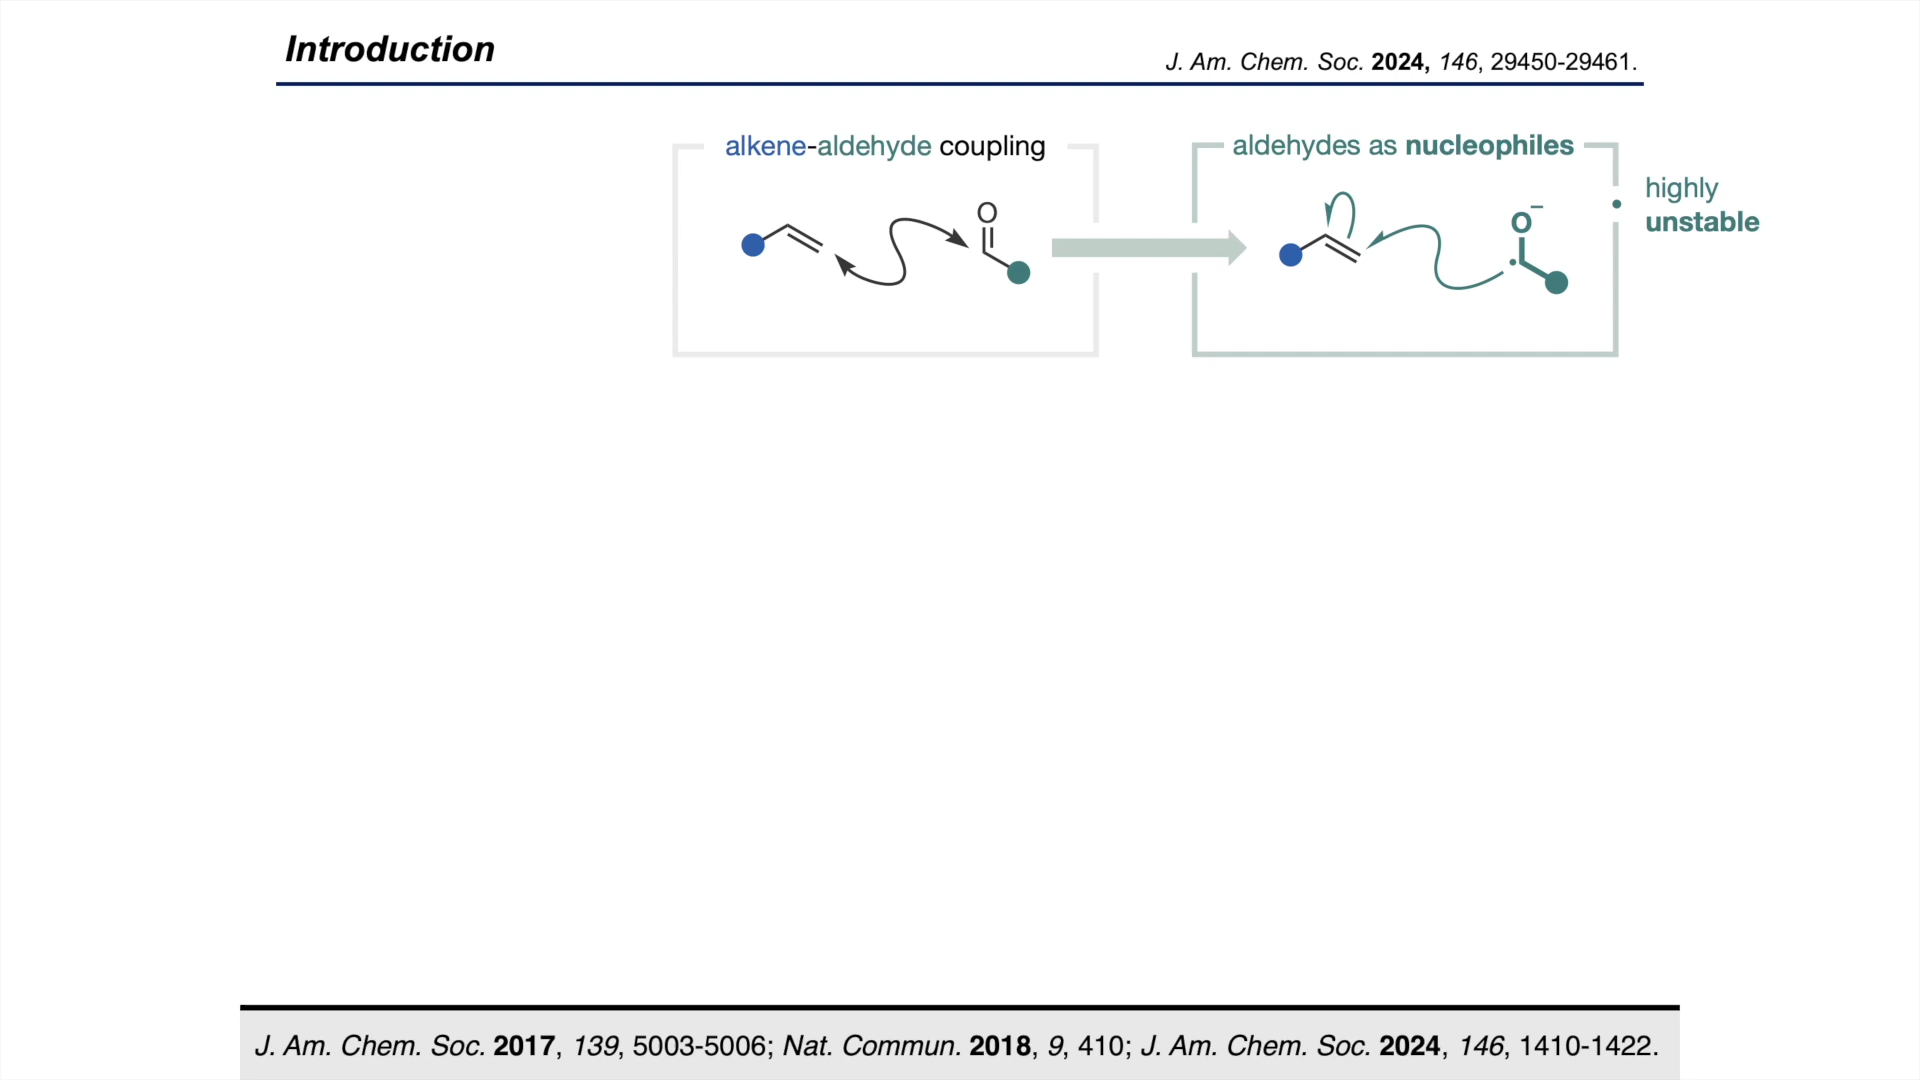 Introduction
J. Am. Chem. Soc. 2024, 146, 29450-29461.
alkene-aldehyde coupling
O
aldehydes as nucleophiles
O−
highly
unstable
J. Am. Chem. Soc. 2017, 139, 5003-5006; Nat. Commun. 2018, 9, 410; J. Am. Chem. Soc. 2024, 146, 1410-1422.